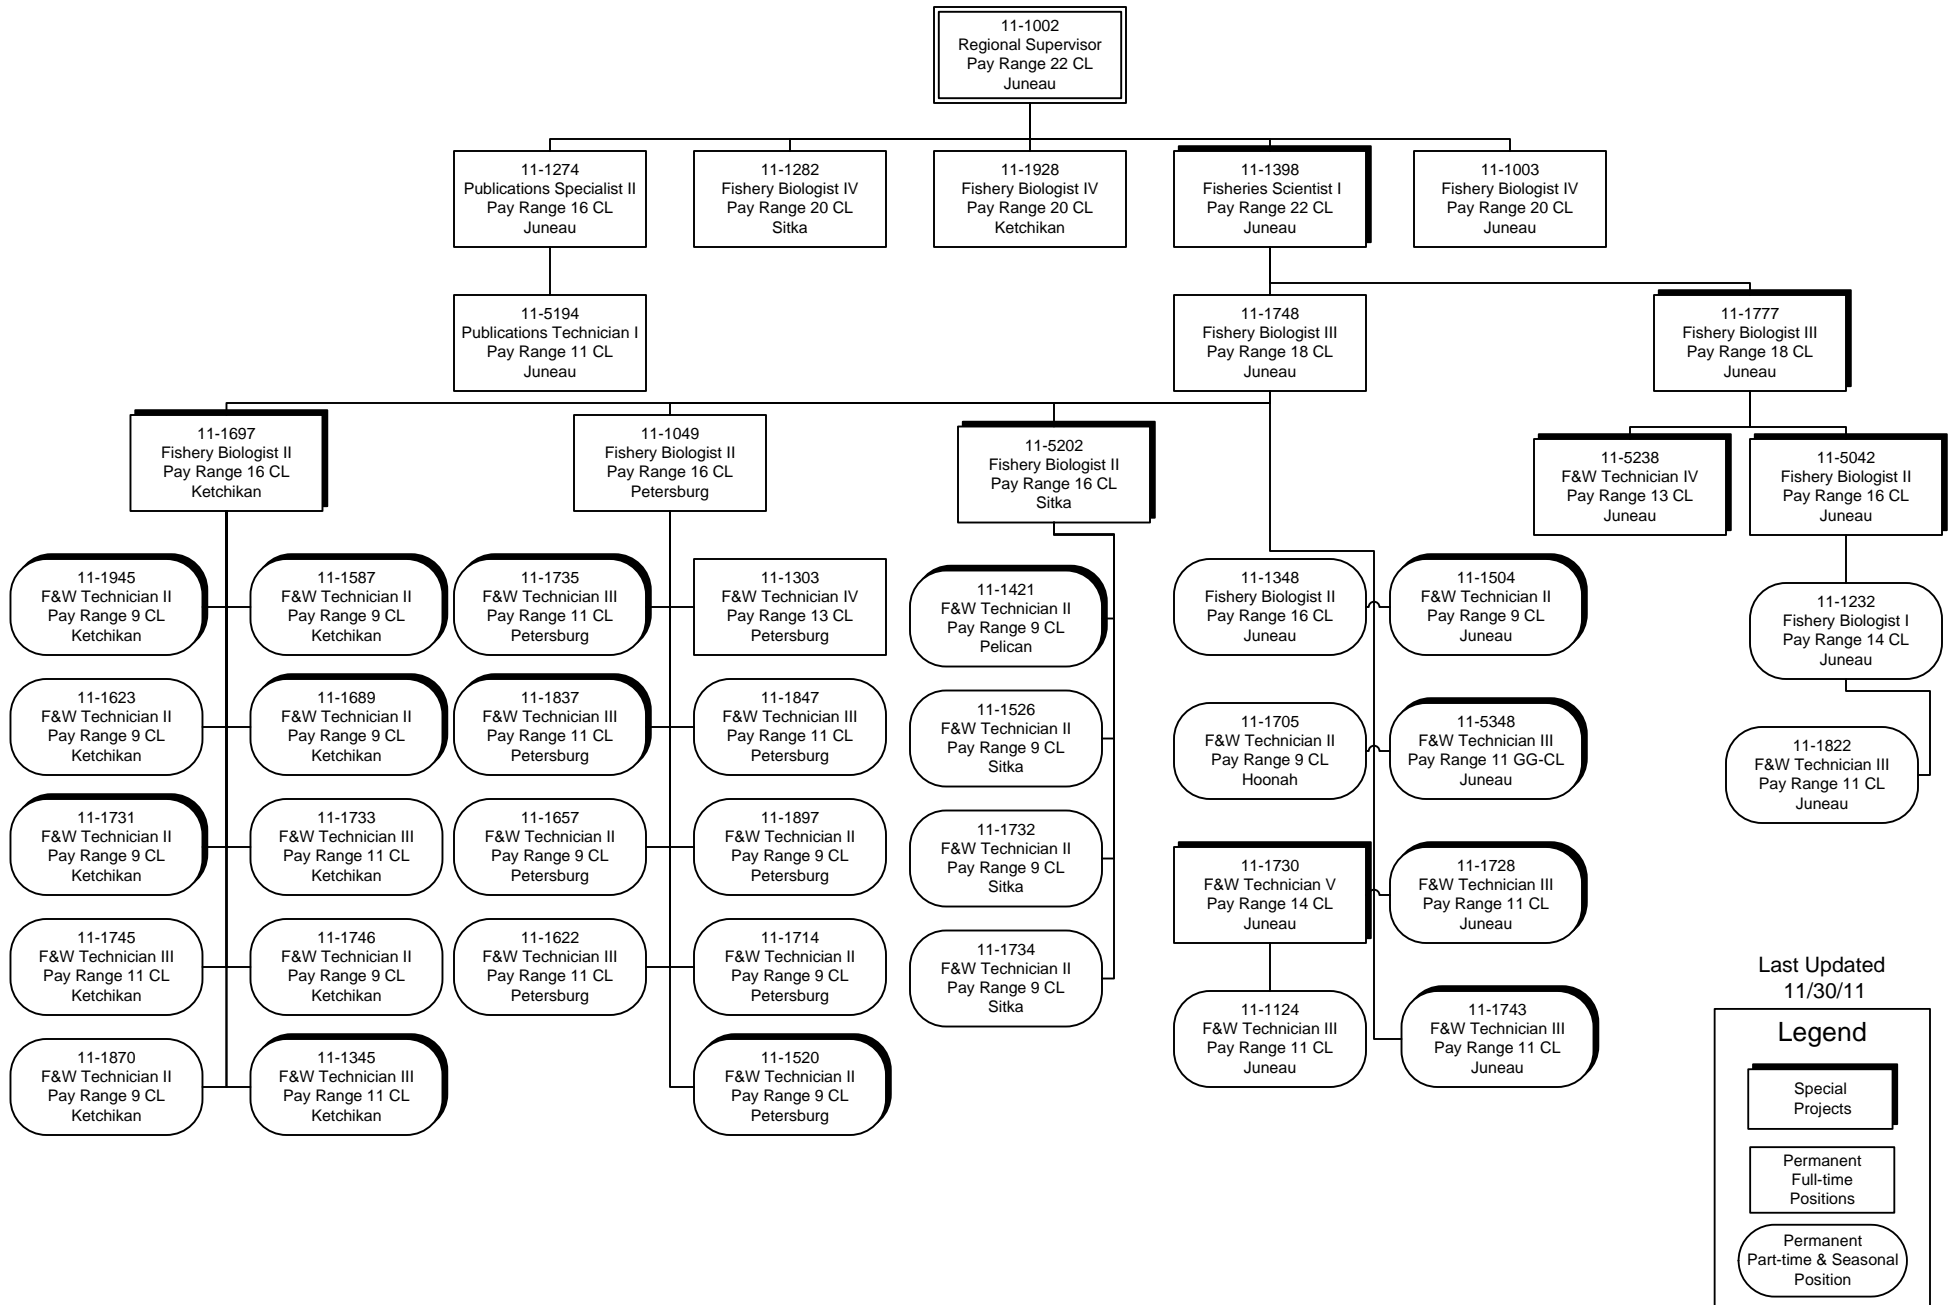 11-1002
Regional Supervisor
Pay Range 22 CL
Juneau
11-1274
Publications Specialist II
Pay Range 16 CL
Juneau
11-1282
Fishery Biologist IV
Pay Range 20 CL
Sitka
11-1928
Fishery Biologist IV
Pay Range 20 CL
Ketchikan
11-1398
Fisheries Scientist I
Pay Range 22 CL
Juneau
11-1003
Fishery Biologist IV
Pay Range 20 CL
Juneau
11-5194
Publications Technician I
Pay Range 11 CL
Juneau
11-1748
Fishery Biologist III
Pay Range 18 CL
Juneau
11-1777
Fishery Biologist III
Pay Range 18 CL
Juneau
11-1697
Fishery Biologist II
Pay Range 16 CL
Ketchikan
11-1049
Fishery Biologist II
Pay Range 16 CL
Petersburg
11-5202
Fishery Biologist II
Pay Range 16 CL
Sitka
11-5238
F&W Technician IV
Pay Range 13 CL
Juneau
11-5042
Fishery Biologist II
Pay Range 16 CL
Juneau
11-1945
F&W Technician II
Pay Range 9 CL
Ketchikan
11-1587
F&W Technician II
Pay Range 9 CL
Ketchikan
11-1735
F&W Technician III
Pay Range 11 CL
Petersburg
11-1303
F&W Technician IV
Pay Range 13 CL
Petersburg
11-1421
F&W Technician II
Pay Range 9 CL
Pelican
11-1348
Fishery Biologist II
Pay Range 16 CL
Juneau
11-1504
F&W Technician II
Pay Range 9 CL
Juneau
11-1232
Fishery Biologist I
Pay Range 14 CL
Juneau
11-1623
F&W Technician II
Pay Range 9 CL
Ketchikan
11-1689
F&W Technician II
Pay Range 9 CL
Ketchikan
11-1837
F&W Technician III
Pay Range 11 CL
Petersburg
11-1847
F&W Technician III
Pay Range 11 CL
Petersburg
11-1526
F&W Technician II
Pay Range 9 CL
Sitka
11-1705
F&W Technician II
Pay Range 9 CL
Hoonah
11-5348
F&W Technician III
Pay Range 11 GG-CL
Juneau
11-1822
F&W Technician III
Pay Range 11 CL
Juneau
11-1731
F&W Technician II
Pay Range 9 CL
Ketchikan
11-1733
F&W Technician III
Pay Range 11 CL
Ketchikan
11-1657
F&W Technician II
Pay Range 9 CL
Petersburg
11-1897
F&W Technician II
Pay Range 9 CL
Petersburg
11-1732
F&W Technician II
Pay Range 9 CL
Sitka
11-1730
F&W Technician V
Pay Range 14 CL
Juneau
11-1728
F&W Technician III
Pay Range 11 CL
Juneau
11-1745
F&W Technician III
Pay Range 11 CL
Ketchikan
11-1746
F&W Technician II
Pay Range 9 CL
Ketchikan
11-1622
F&W Technician III
Pay Range 11 CL
Petersburg
11-1714
F&W Technician II
Pay Range 9 CL
Petersburg
11-1734
F&W Technician II
Pay Range 9 CL
Sitka
11-1124
F&W Technician III
Pay Range 11 CL
Juneau
11-1743
F&W Technician III
Pay Range 11 CL
Juneau
11-1870
F&W Technician II
Pay Range 9 CL
Ketchikan
11-1345
F&W Technician III
Pay Range 11 CL
Ketchikan
11-1520
F&W Technician II
Pay Range 9 CL
Petersburg
Last Updated
11/30/11
Legend
Special
Projects
Permanent
Full-time
Positions
Permanent
Part-time & Seasonal
Position